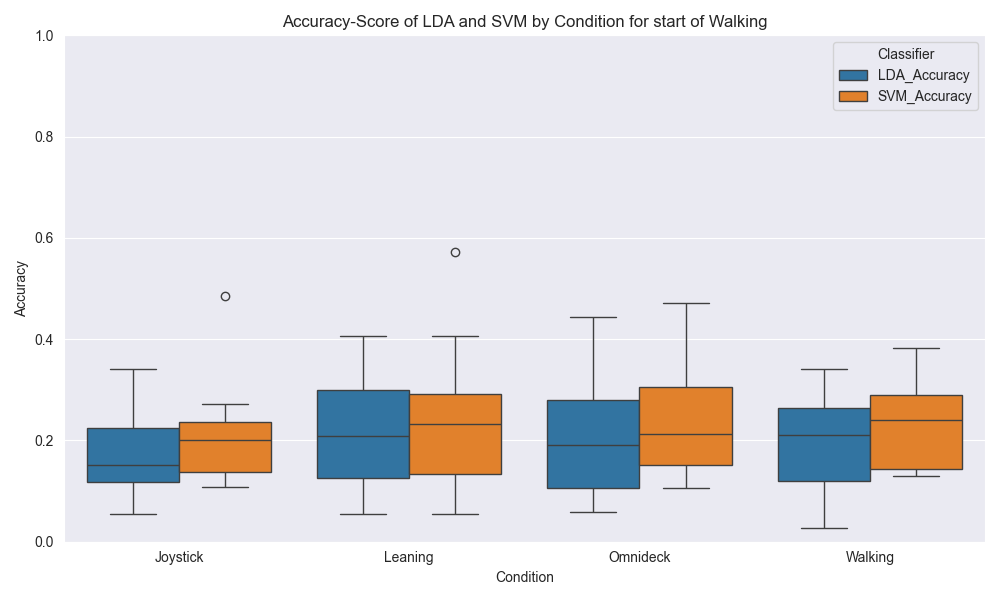 Accuracy-Score of LDA and SVM by Condition for start of Walking
1.0
Classifier
LDA_Accuracy
SVM_Accuracy
0.8
0.6
Accuracy
0.4
0.2
0.0
Joystick Leaning Omnideck Walking
Condition